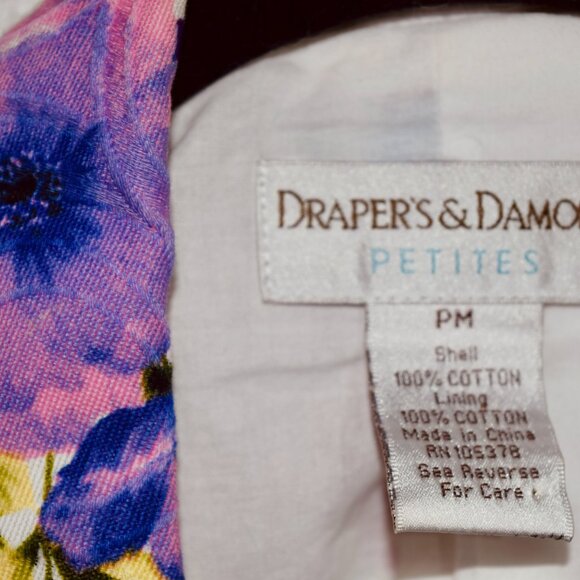 DRAPER'S & DAMO
PETITES
PM
Shell
100% COTTON
Lining
100% COTTON
Made in China
RN 105378
See Reverse
For Care